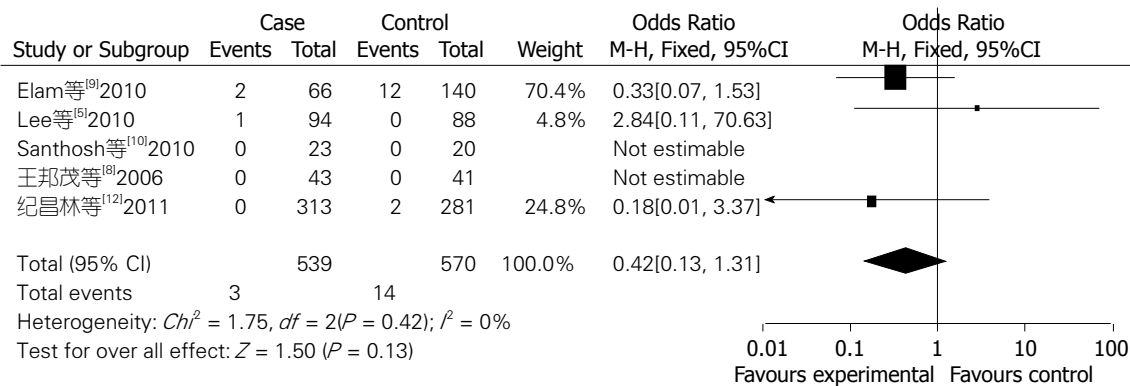 Case Control Odds Ratio Odds Ratio
Study or Subgroup Events Total Events Total Weight M-H, Fixed, 95%CI M-H, Fixed, 95%CI
Elam等[9]2010 2 66 12 140 70.4% 0.33[0.07, 1.53]
Lee等[5]2010 1 94 0 88 4.8% 2.84[0.11, 70.63]
Santhosh等[10]2010 0 23 0 20 Not estimable
王邦茂等[8]2006 0 43 0 41 Not estimable
纪昌林等[12]2011 0 313 2 281 24.8% 0.18[0.01, 3.37]
Total (95% CI) 539 570 100.0% 0.42[0.13, 1.31]
Total events 3 14
Heterogeneity: Chi² = 1.75, df = 2(P = 0.42); I² = 0%
Test for over all effect: Z = 1.50 (P = 0.13)
0.01 0.1 1 10 100
Favours experimental Favours control